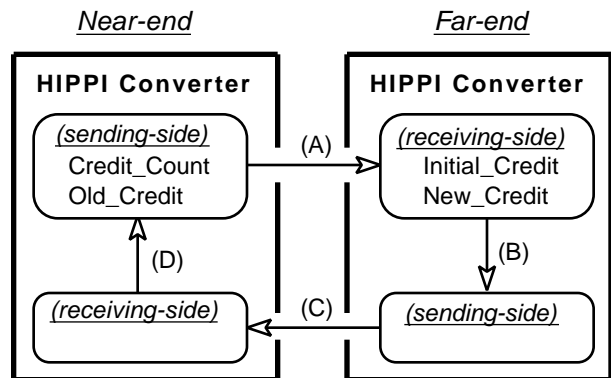 Near-end
Far-end
HIPPI Converter
HIPPI Converter
(sending-side)
Credit_Count
Old_Credit
(A)
(receiving-side)
Initial_Credit
New_Credit
(D)
(B)
(receiving-side)
(C)
(sending-side)